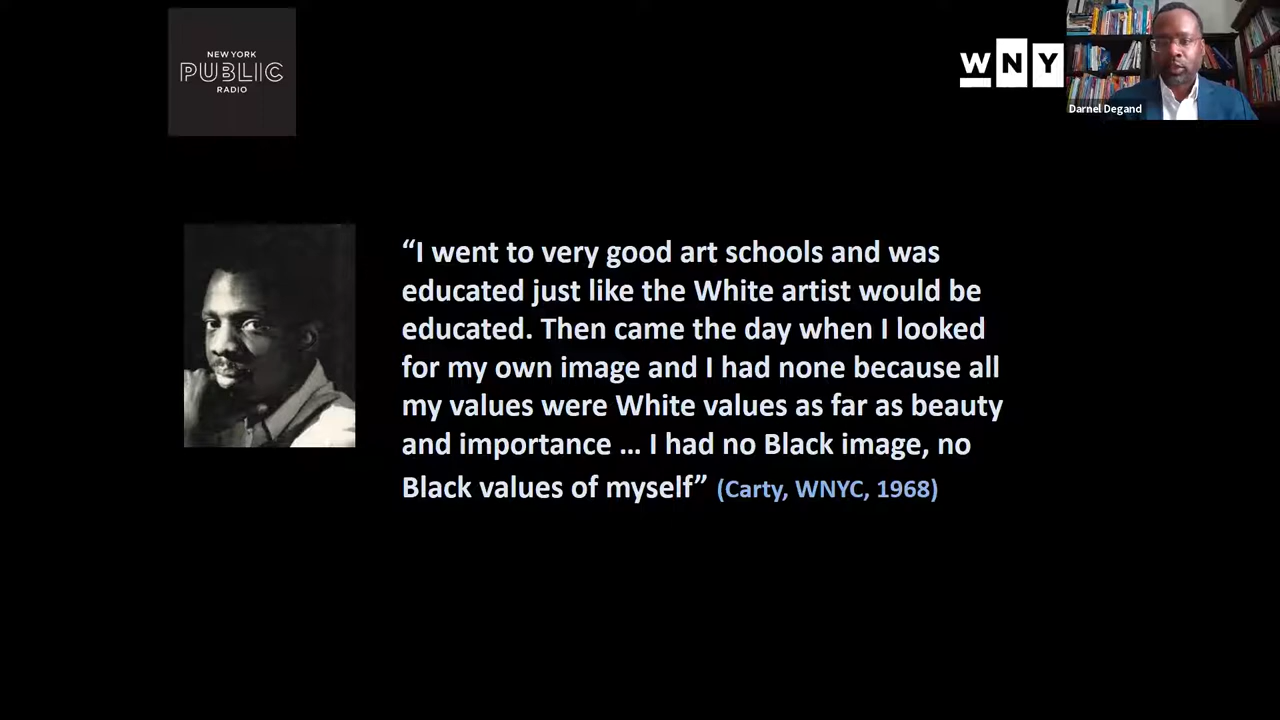 NEW YORK
PUBLIC
RADIO
WNY
Darnel Degand
“I went to very good art schools and was
educated just like the White artist would be
educated. Then came the day when I looked
for my own image and I had none because all
my values were White values as far as beauty
and importance … I had no Black image, no
Black values of myself” (Carty, WNYC, 1968)